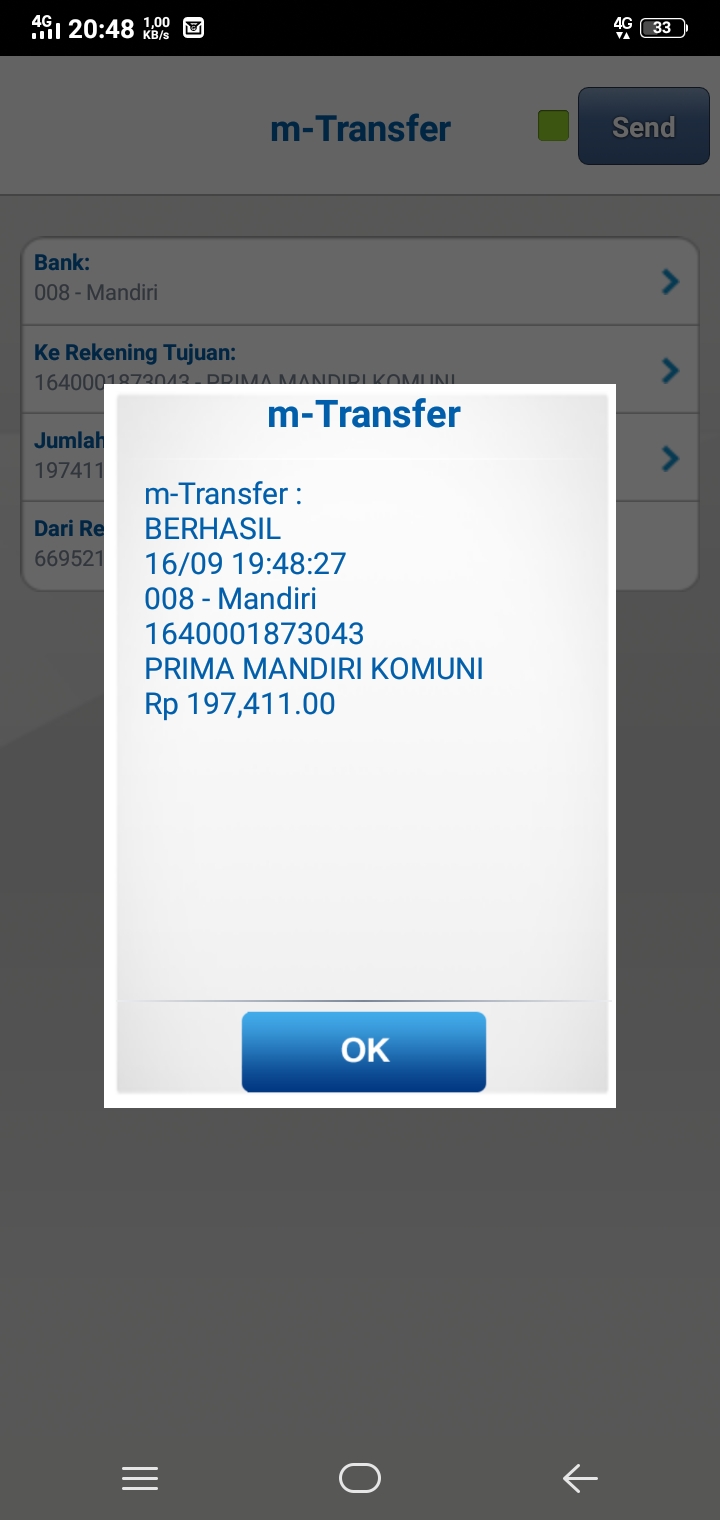 4G 20:48 1,00 KB/s 4G 33
m-Transfer Send
Bank:
008 - Mandiri
Ke Rekening Tujuan:
1640001873043 - PRIMA MANDIRI KOMUNI
Jumlah
197411
Dari Re
669521
m-Transfer
m-Transfer :
BERHASIL
16/09 19:48:27
008 - Mandiri
1640001873043
PRIMA MANDIRI KOMUNI
Rp 197,411.00
OK